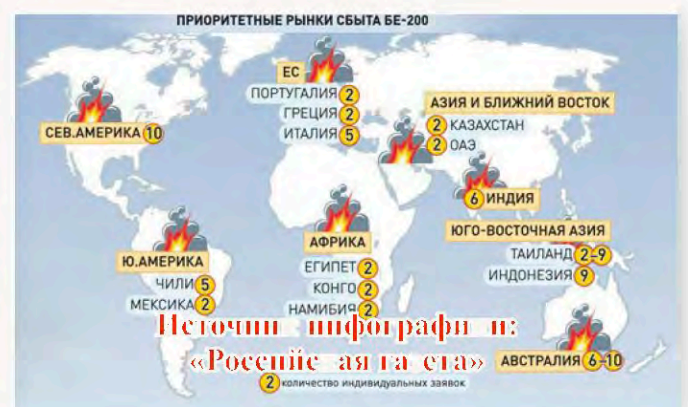 ПРИОРИТЕТНЫЕ РЫНКИ СБЫТА БЕ-200
ЕС
ПОРТУГАЛИЯ 2
ГРЕЦИЯ 2
ИТАЛИЯ 5
СЕВ.АМЕРИКА 10
АЗИЯ И БЛИЖНИЙ ВОСТОК
2 КАЗАХСТАН
2 ОАЭ
6 ИНДИЯ
Ю.АМЕРИКА
ЧИЛИ 5
МЕКСИКА 2
АФРИКА
ЕГИПЕТ 2
КОНГО 2
НАМИБИЯ 2
ЮГО-ВОСТОЧНАЯ АЗИЯ
ТАИЛАНД 2-9
ИНДОНЕЗИЯ 9
АВСТРАЛИЯ 6-10
2 количество индивидуальных заявок